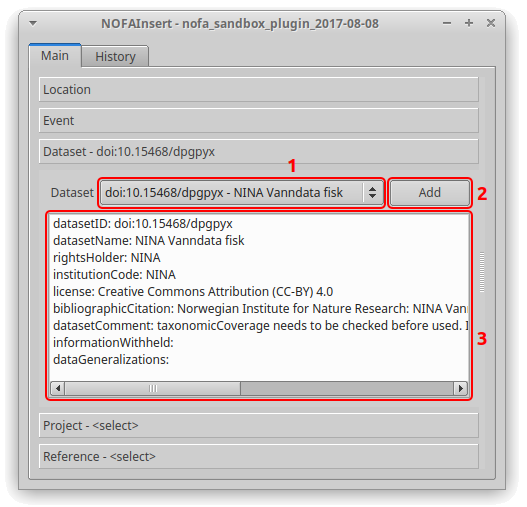 NOFAInsert - nofa_sandbox_plugin_2017-08-08
Main History
Location
Event
Dataset - doi:10.15468/dpgpyx
1
Dataset doi:10.15468/dpgpyx - NINA Vanndata fisk Add 2
datasetID: doi:10.15468/dpgpyx
datasetName: NINA Vanndata fisk
rightsHolder: NINA
institutionCode: NINA
license: Creative Commons Attribution (CC-BY) 4.0
bibliographicCitation: Norwegian Institute for Nature Research: NINA Van
datasetComment: taxonomicCoverage needs to be checked before used. I
3
informationWithheld:
dataGeneralizations:
Project - <select>
Reference - <select>